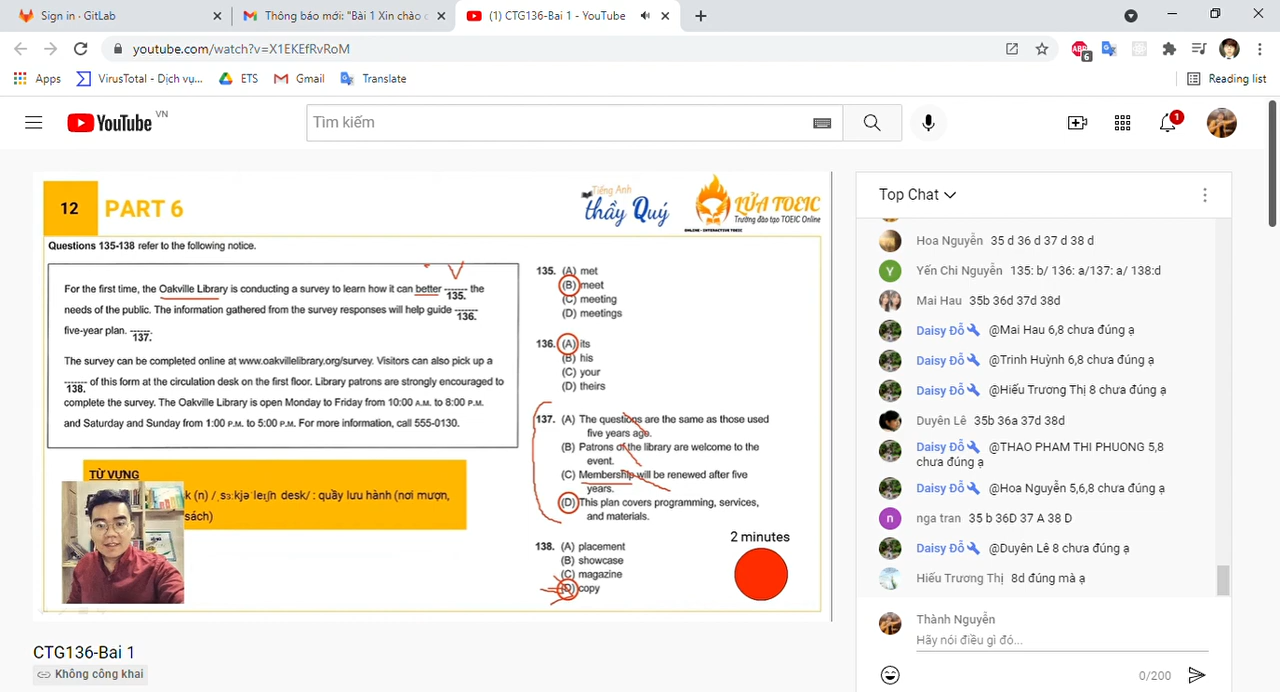 Sign in · GitLab
Thông báo mới: "Bài 1 Xin chào c
(1) CTG136-Bai 1 - YouTube
youtube.com/watch?v=X1EKEfRvRoM
ABP
6
Apps
VirusTotal - Dịch vụ...
ETS
Gmail
Translate
Reading list
YouTube VN
Tìm kiếm
1
12
PART 6
Tiếng Anh
thầy Quý
LỬA TOEIC
Trường đào tạo TOEIC Online
ONLINE - INTERACTIVE TOEIC
Questions 135-138 refer to the following notice.
For the first time, the Oakville Library is conducting a survey to learn how it can better ------- the
135.
needs of the public. The information gathered from the survey responses will help guide -------
136.
five-year plan. -------
137.
The survey can be completed online at www.oakvillelibrary.org/survey. Visitors can also pick up a
------- of this form at the circulation desk on the first floor. Library patrons are strongly encouraged to
138.
complete the survey. The Oakville Library is open Monday to Friday from 10:00 A.M. to 8:00 P.M.
and Saturday and Sunday from 1:00 P.M. to 5:00 P.M. For more information, call 555-0130.
V
135. (A) met
(B) meet
(C) meeting
(D) meetings
136. (A) its
(B) his
(C) your
(D) theirs
137. (A) The questions are the same as those used
five years ago.
(B) Patrons of the library are welcome to the
event.
(C) Membership will be renewed after five
years.
(D) This plan covers programming, services,
and materials.
138. (A) placement
(B) showcase
(C) magazine
(D) copy
2 minutes
TỪ VỰNG
k (n) /ˌsɜːkjəˈleɪʃn desk/ : quầy lưu hành (nơi mượn,
sách)
CTG136-Bai 1
Không công khai
Top Chat
Hoa Nguyễn 35 d 36 d 37 d 38 d
Y
Yến Chi Nguyễn 135: b/ 136: a/137: a/ 138:d
Mai Hau 35b 36d 37d 38d
Daisy Đỗ @Mai Hau 6,8 chưa đúng ạ
Daisy Đỗ @Trinh Huỳnh 6,8 chưa đúng ạ
Daisy Đỗ @Hiếu Trương Thị 8 chưa đúng ạ
Duyên Lê 35b 36a 37d 38d
Daisy Đỗ @THAO PHAM THI PHUONG 5,8
chưa đúng ạ
Daisy Đỗ @Hoa Nguyễn 5,6,8 chưa đúng ạ
n
nga tran 35 b 36D 37 A 38 D
Daisy Đỗ @Duyên Lê 8 chưa đúng ạ
Hiếu Trương Thị 8d đúng mà ạ
Thành Nguyễn
Hãy nói điều gì đó...
0/200